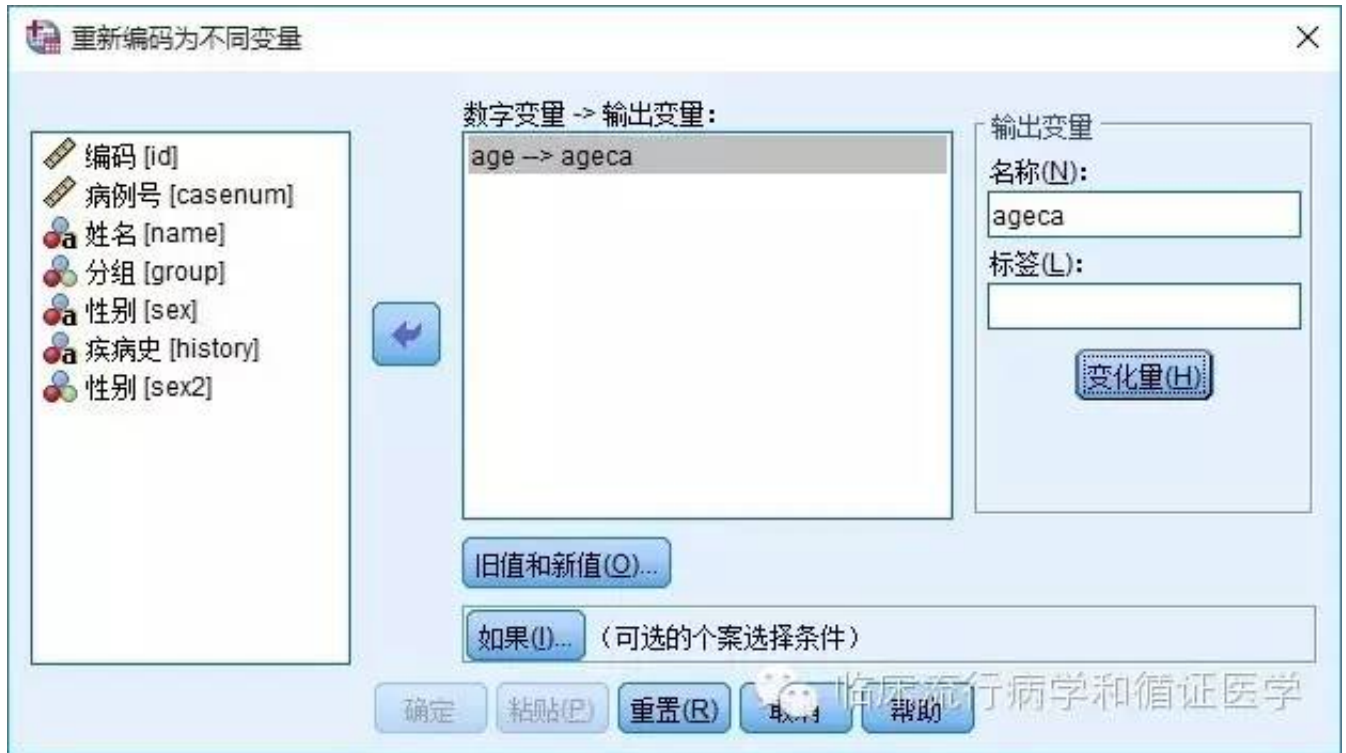 重新编码为不同变量
编码 [id]
病例号 [casenum]
姓名 [name]
分组 [group]
性别 [sex]
疾病史 [history]
性别 [sex2]
数字变量 -> 输出变量：
age --> ageca
输出变量
名称(N)：
ageca
标签(L)：
变化量(H)
旧值和新值(O)...
如果(I)...
（可选的个案选择条件）
确定
粘贴(P)
重置(R)
取消
帮助
临床流行病学和循证医学